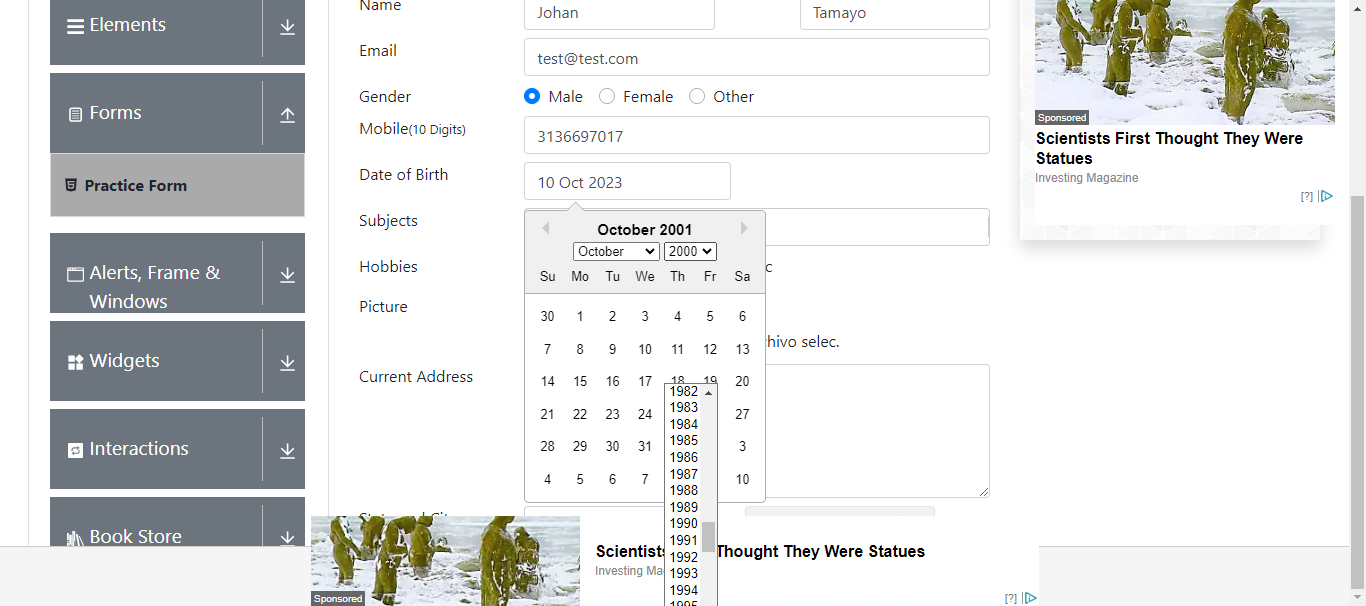 Elements
Forms
Practice Form
Alerts, Frame &
Windows
Widgets
Interactions
Book Store
Name
Johan
Tamayo
Email
test@test.com
Gender
Male Female Other
Mobile(10 Digits)
3136697017
Date of Birth
10 Oct 2023
Subjects
Hobbies
c
Picture
hivo selec.
Current Address
October 2001
October 2000
Su Mo Tu We Th Fr Sa
30 1 2 3 4 5 6
7 8 9 10 11 12 13
14 15 16 17 18 19 20
21 22 23 24 27
28 29 30 31 3
4 5 6 7 10
1982
1983
1984
1985
1986
1987
1988
1989
1990
1991
1992
1993
1994
1995
Sponsored
Scientists First Thought They Were
Statues
Investing Magazine
[?]
Sponsored
Scientists Thought They Were Statues
Investing Ma
[?]